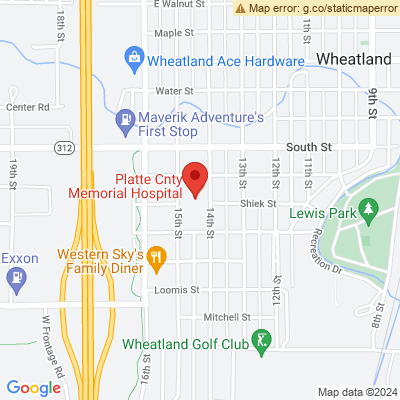 E Walnut St
Map error: g.co/staticmaperror
18th St
Maple St
11th St
Wheatland
Wheatland Ace Hardware
Water St
9th St
Center Rd
Maverik Adventure's
First Stop
312
South St
19th St
Platte Cnty
Memorial Hospital
15th St
14th St
13th St
12th St
11th St
Shiek St
Lewis Park
Western Sky's
Family Diner
Recreation Dr
Exxon
Loomis St
12th St
W Frontage Rd
Mitchell St
8th St
Wheatland Golf Club
16th St
Google
Map data ©2024